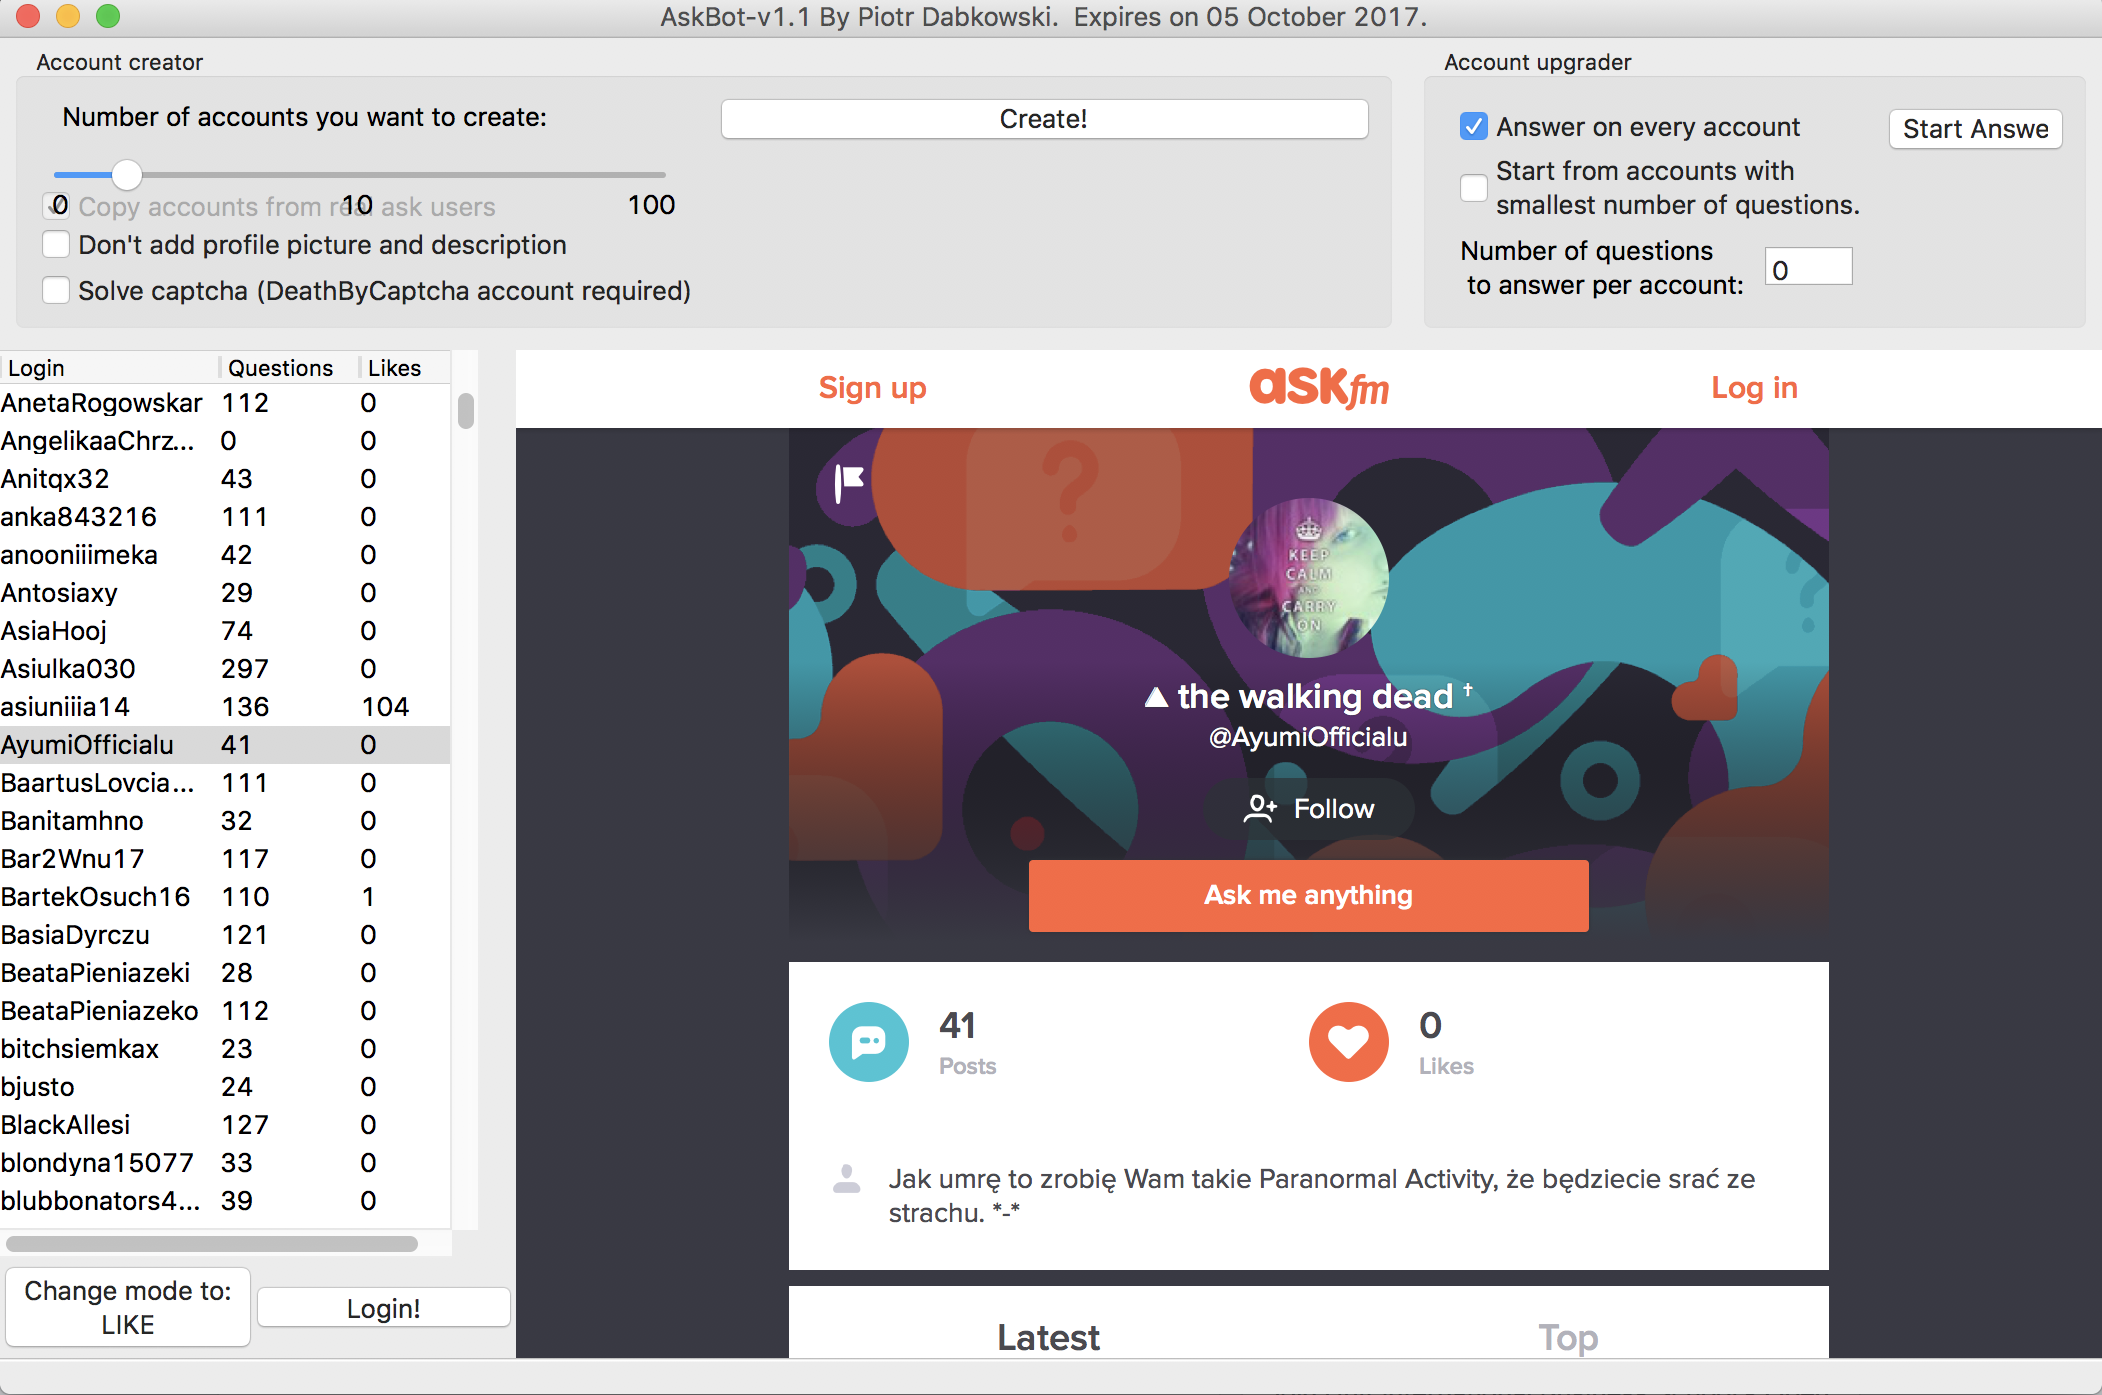 AskBot-v1.1 By Piotr Dabkowski.  Expires on 05 October 2017.
Account creator
Number of accounts you want to create:
Create!
0
10
100
Copy accounts from real ask users
Don't add profile picture and description
Solve captcha (DeathByCaptcha account required)
Account upgrader
Answer on every account
Start Answe
Start from accounts with
smallest number of questions.
Number of questions
to answer per account:
0
Login Questions Likes
AnetaRogowskar 112 0
AngelikaaChrz... 0 0
Anitqx32 43 0
anka843216 111 0
anooniiimeka 42 0
Antosiaxy 29 0
AsiaHooj 74 0
Asiulka030 297 0
asiuniiia14 136 104
AyumiOfficialu 41 0
BaartusLovcia... 111 0
Banitamhno 32 0
Bar2Wnu17 117 0
BartekOsuch16 110 1
BasiaDyrczu 121 0
BeataPieniazeki 28 0
BeataPieniazeko 112 0
bitchsiemkax 23 0
bjusto 24 0
BlackAllesi 127 0
blondyna15077 33 0
blubbonators4... 39 0
Change mode to:
LIKE
Login!
Sign up
ASKfm
Log in
KEEP
CALM
AND
CARRY
ON
▲ the walking dead †
@AyumiOfficialu
Follow
Ask me anything
41
Posts
0
Likes
Jak umrę to zrobię Wam takie Paranormal Activity, że będziecie srać ze
strachu. *-*
Latest
Top